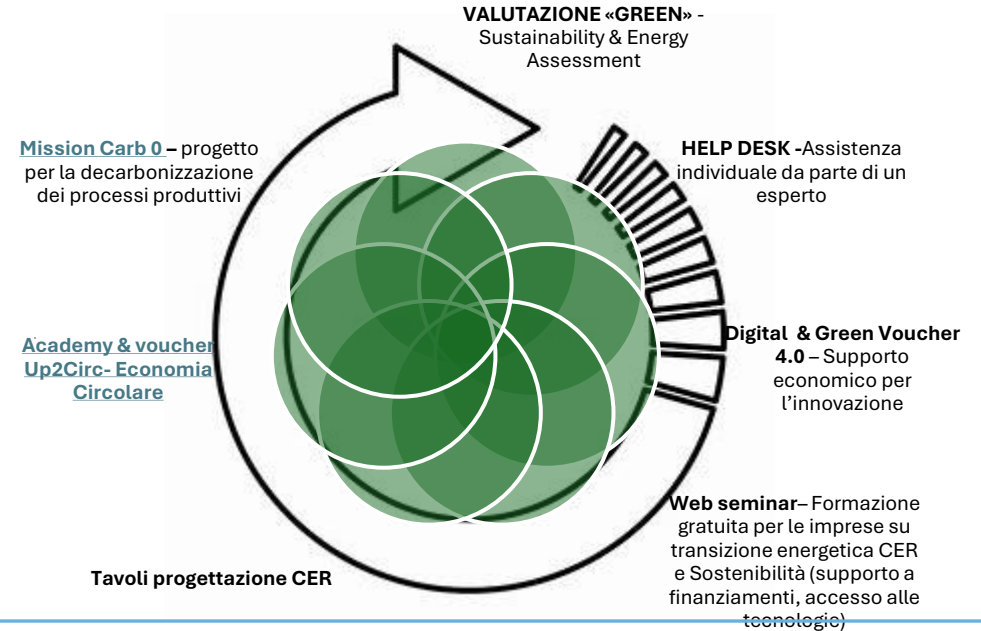 VALUTAZIONE «GREEN» -
Sustainability & Energy
Assessment
HELP DESK -Assistenza
individuale da parte di un
esperto
Digital & Green Voucher
4.0 – Supporto
economico per
l’innovazione
Web seminar– Formazione
gratuita per le imprese su
transizione energetica CER
e Sostenibilità (supporto a
finanziamenti, accesso alle
tecnologie)
Tavoli progettazione CER
Academy & voucher
Up2Circ- Economia
Circolare
Mission Carb 0 – progetto
per la decarbonizzazione
dei processi produttivi